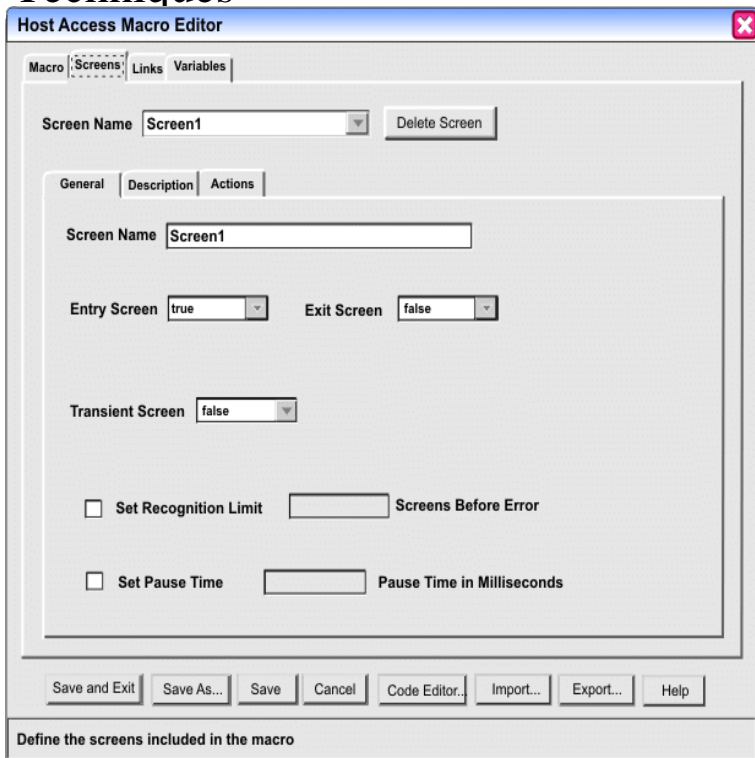 Techniques
Host Access Macro Editor
Macro Screens Links Variables
Screen Name Screen1 Delete Screen
General Description Actions
Screen Name Screen1
Entry Screen true Exit Screen false
Transient Screen false
Set Recognition Limit Screens Before Error
Set Pause Time Pause Time in Milliseconds
Save and Exit Save As... Save Cancel Code Editor.. Import... Export... Help
Define the screens included in the macro